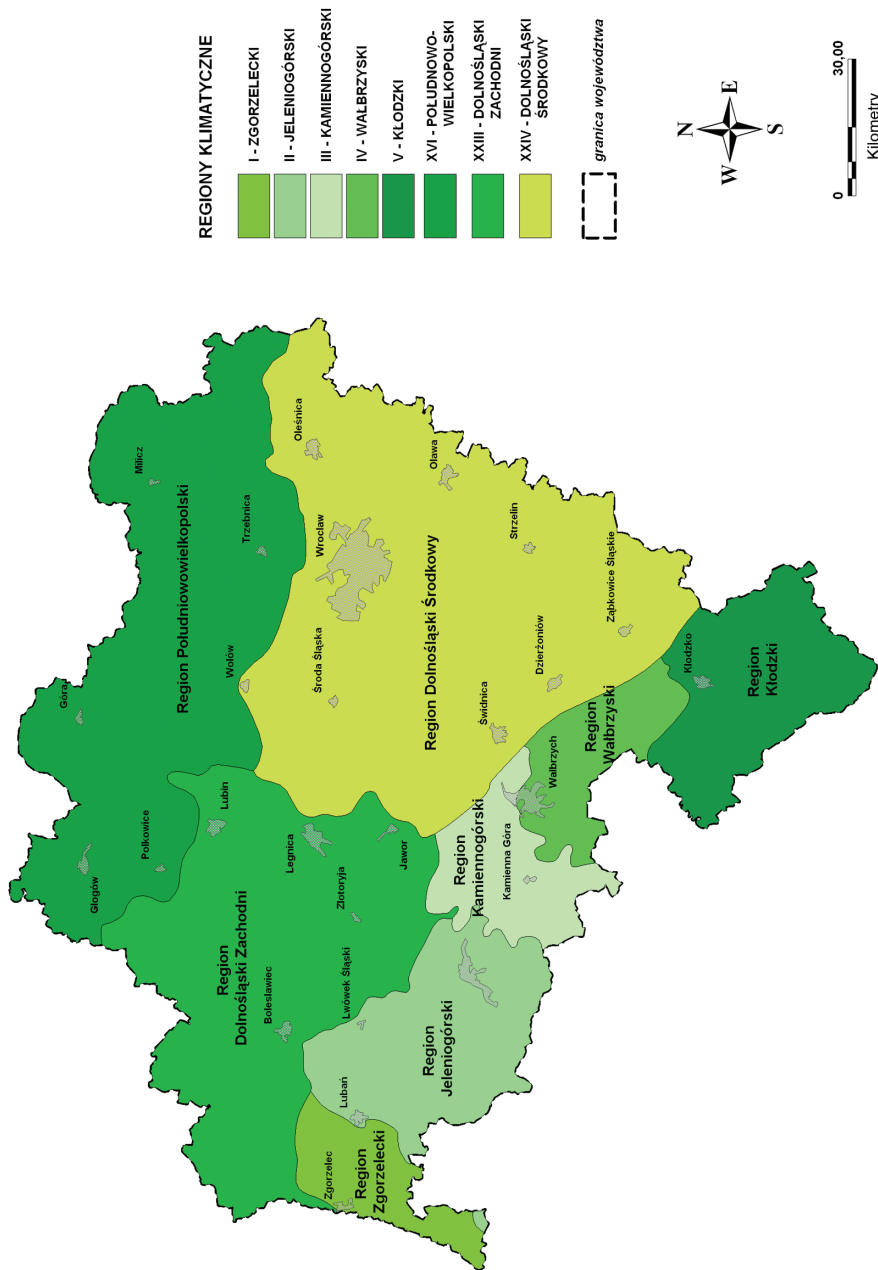 REGIONY KLIMATYCZNE
I - ZGORZELECKI
II - JELENIOGÓRSKI
III - KAMIENNOGÓRSKI
IV - WAŁBRZYSKI
V - KŁODZKI
XVI - POŁUDNOWO-
WIELKOPOLSKI
XXIII - DOLNOŚLĄSKI
ZACHODNI
XXIV - DOLNOŚLĄSKI
ŚRODKOWY
granica województwa
N
W
E
S
0
30,00
Kilometry
Góra
Milicz
Głogów
Polkowice
Region Południowowielkopolski
Wołów
Trzebnica
Lubin
Region
Dolnośląski Zachodni
Bolesławiec
Legnica
Środa Śląska
Wrocław
Oleśnica
Zgorzelec
Lubań
Lwówek Śląski
Złotoryja
Jawor
Region
Zgorzelecki
Region
Jeleniogórski
Region Dolnośląski Środkowy
Oława
Region
Kamiennogórski
Świdnica
Strzelin
Kamienna Góra
Wałbrzych
Dzierżoniów
Region
Wałbrzyski
Ząbkowice Śląskie
Kłodzko
Region
Kłodzki